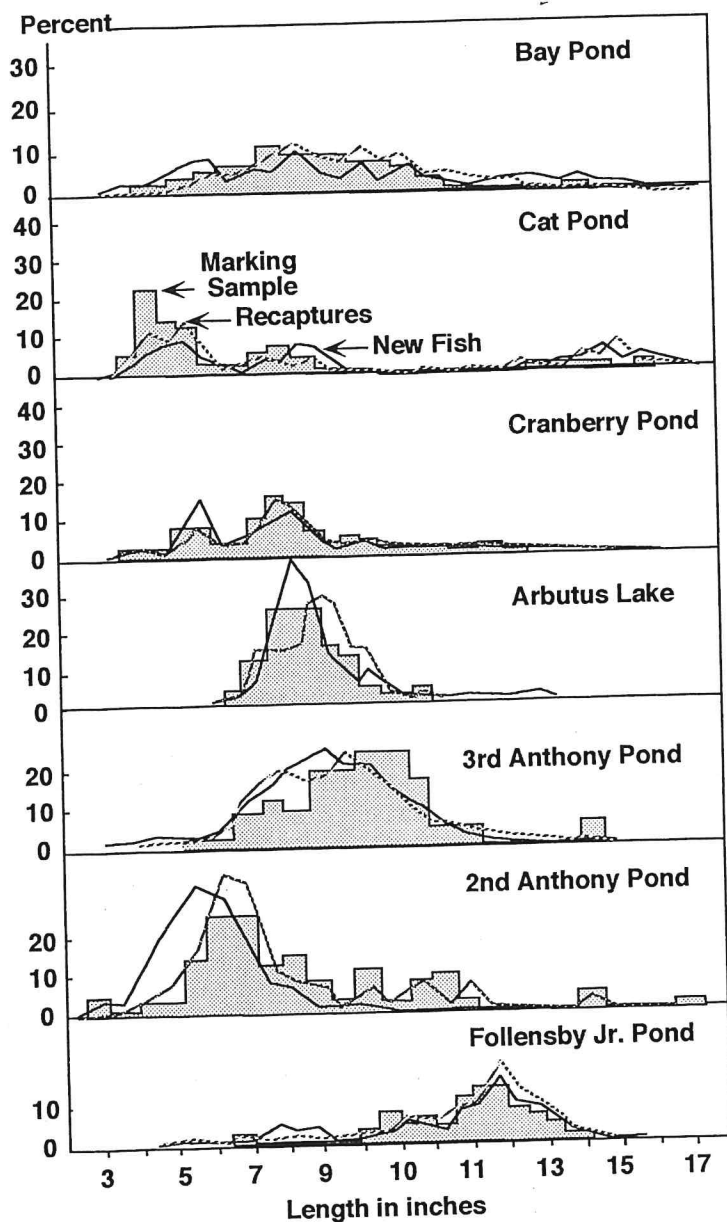 Percent
Bay Pond
30
20
10
0
Cat Pond
40
30
20
10
0
Marking
Sample
Recaptures
New Fish
Cranberry Pond
40
30
20
10
0
Arbutus Lake
30
20
10
0
3rd Anthony Pond
20
10
0
2nd Anthony Pond
20
10
0
Follensby Jr. Pond
10
0
3 5 7 9 10 11 13 15 17
Length in inches